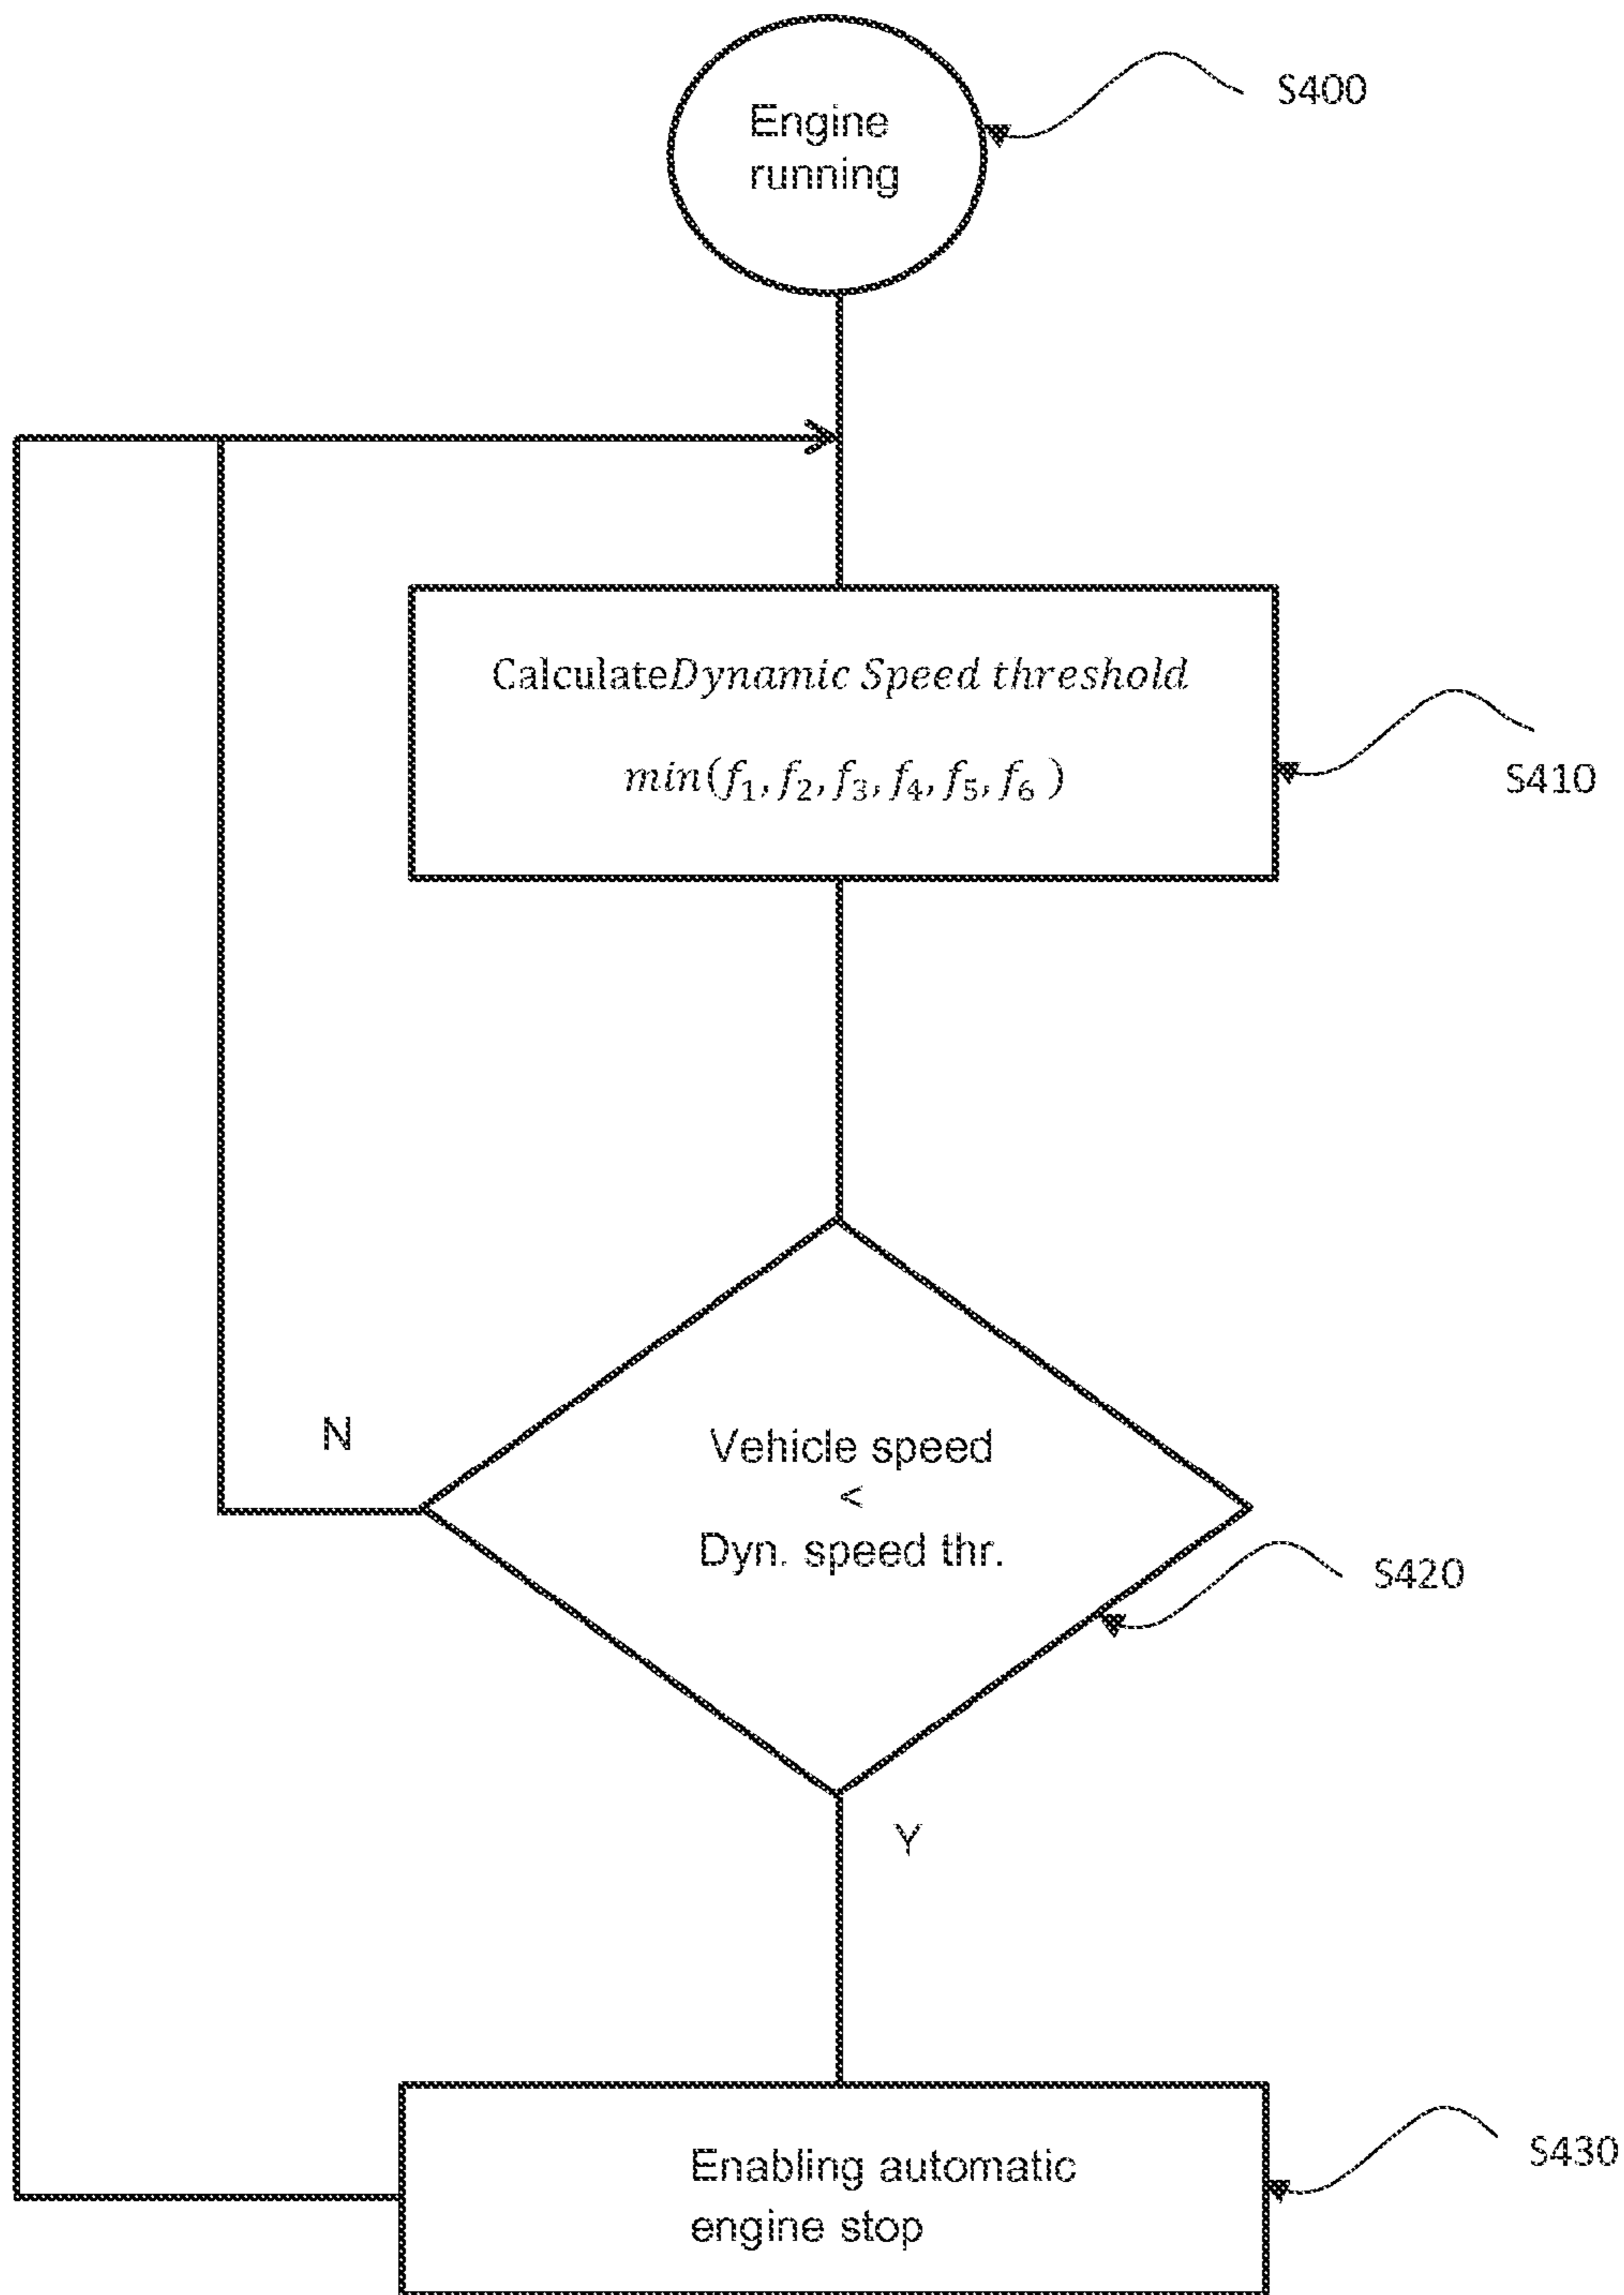 Engine
running
S400
CalculateDynamic Speed threshold
min(f₁, f₂, f₃, f₄, f₅, f₆ )
S410
N
Vehicle speed
<
Dyn. speed thr.
S420
Y
Enabling automatic
engine stop
S430